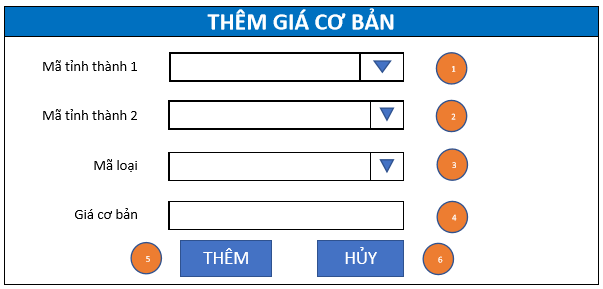 THÊM GIÁ CƠ BẢN
Mã tỉnh thành 1
1
Mã tỉnh thành 2
2
Mã loại
3
Giá cơ bản
4
5
THÊM
HỦY
6